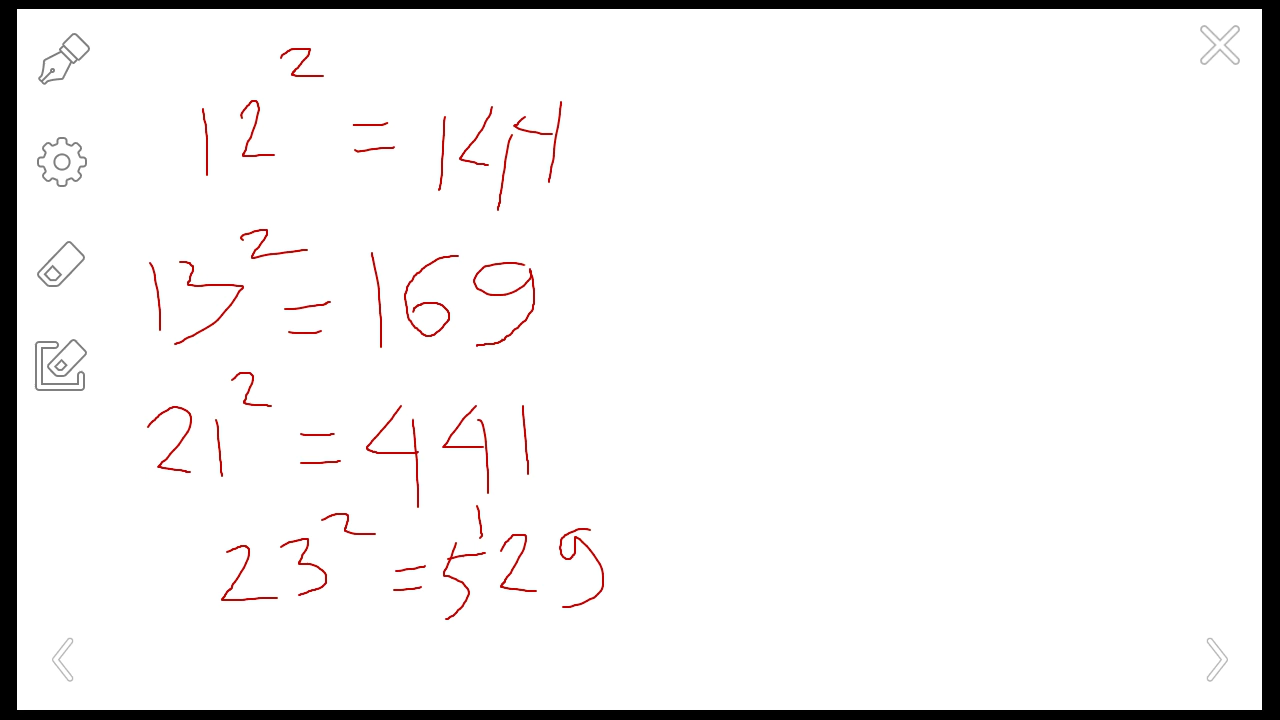 12² = 144
13² = 169
21² = 441
23² = 529